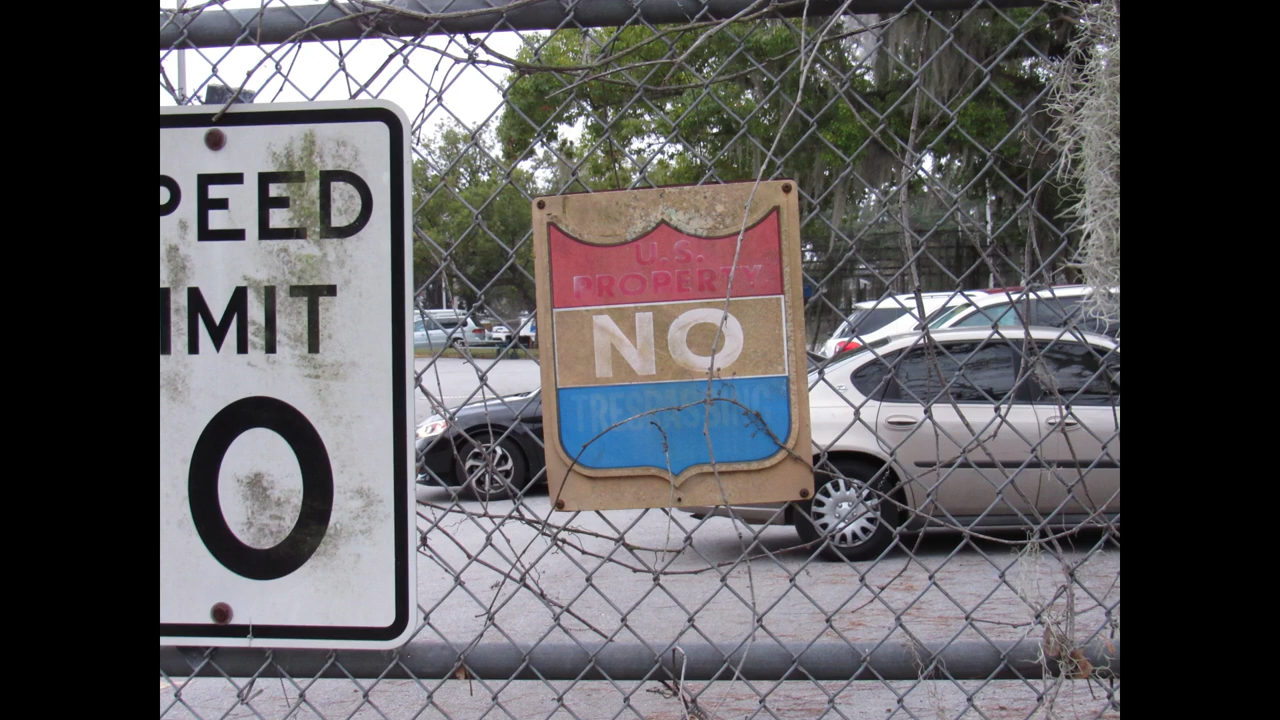 PEED
IMIT
0
U.S.
PROPERTY
NO
TRESPASSING